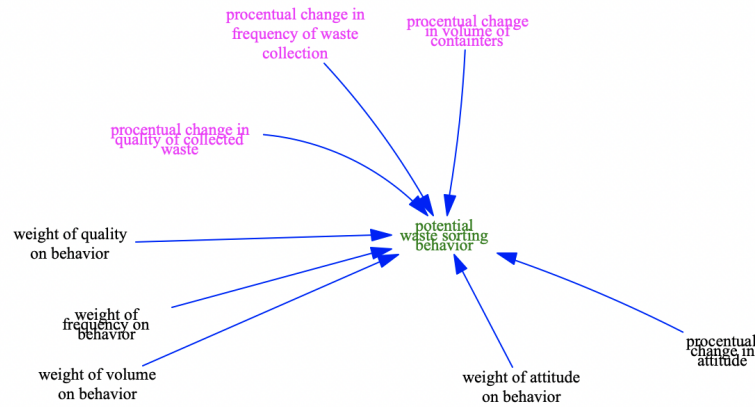 procentual change in
frequency of waste
collection
procentual change
in volume of
containters
procentual change in
quality of collected
waste
potential
waste sorting
behavior
weight of quality
on behavior
weight of
frequency on
behavior
weight of volume
on behavior
weight of attitude
on behavior
procentual
change in
attitude